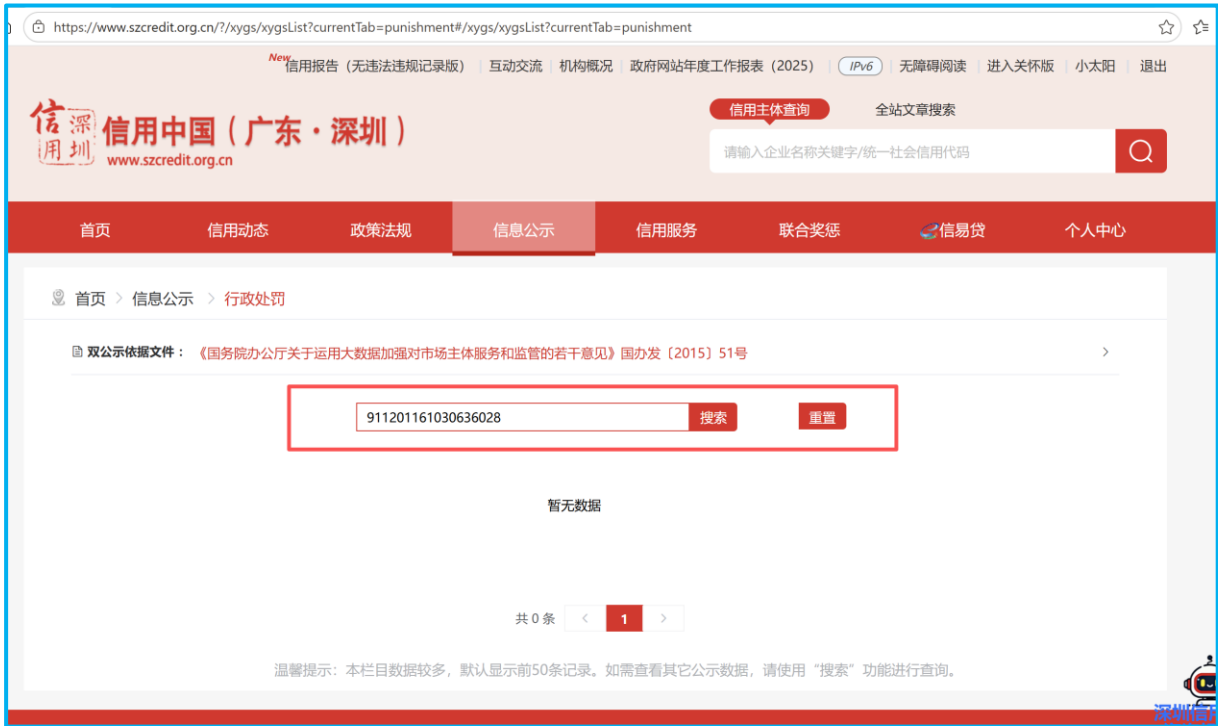 https://www.szcredit.org.cn/?/xygs/xygsList?currentTab=punishment#/xygs/xygsList?currentTab=punishment
New 信用报告（无违法违规记录版） 互动交流 机构概况 政府网站年度工作报表（2025） IPv6 无障碍阅读 进入关怀版 小太阳 退出
信用深圳
信用中国（广东·深圳）
www.szcredit.org.cn
信用主体查询 全站文章搜索
请输入企业名称关键字/统一社会信用代码
首页 信用动态 政策法规 信息公示 信用服务 联合奖惩 信易贷 个人中心
首页 > 信息公示 > 行政处罚
双公示依据文件： 《国务院办公厅关于运用大数据加强对市场主体服务和监管的若干意见》国办发〔2015〕51号
911201161030636028 搜索 重置
暂无数据
共 0 条 < 1 >
温馨提示：本栏目数据较多，默认显示前50条记录。如需查看其它公示数据，请使用“搜索”功能进行查询。
深圳信用